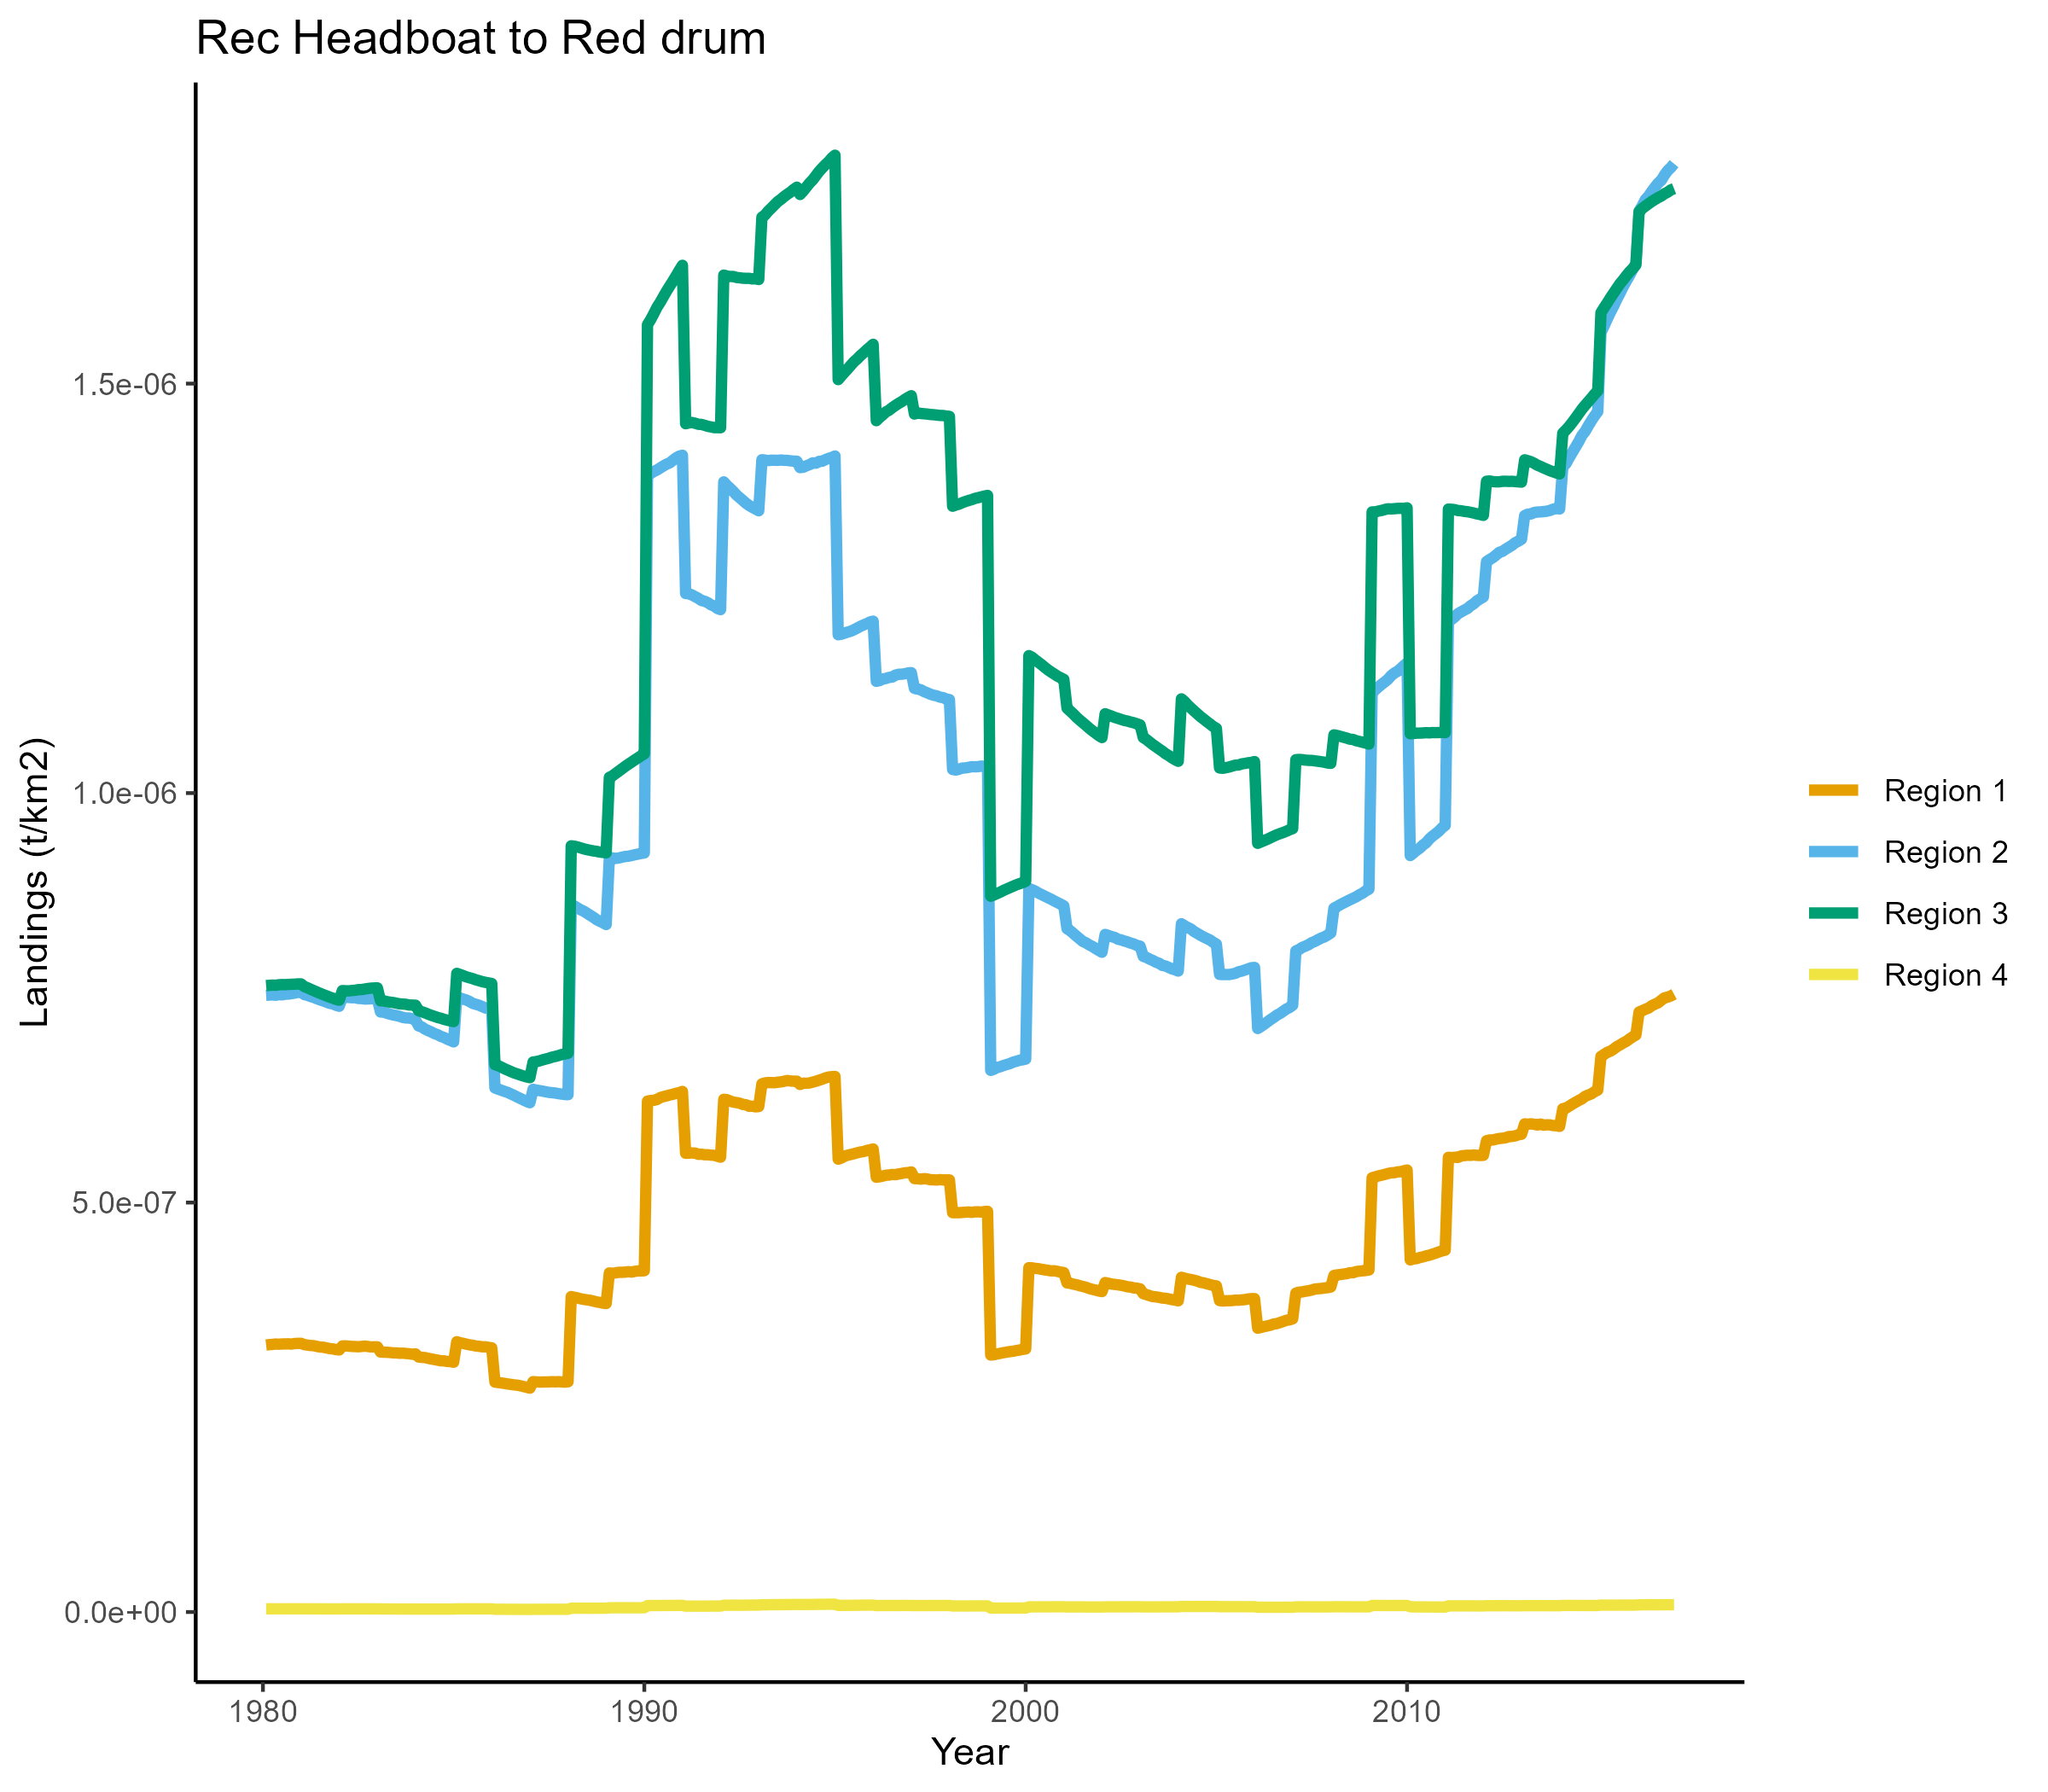 Rec Headboat to Red drum
Landings (t/km2)
1.5e-06
1.0e-06
5.0e-07
0.0e+00
1980 1990 2000 2010
Year
Region 1
Region 2
Region 3
Region 4